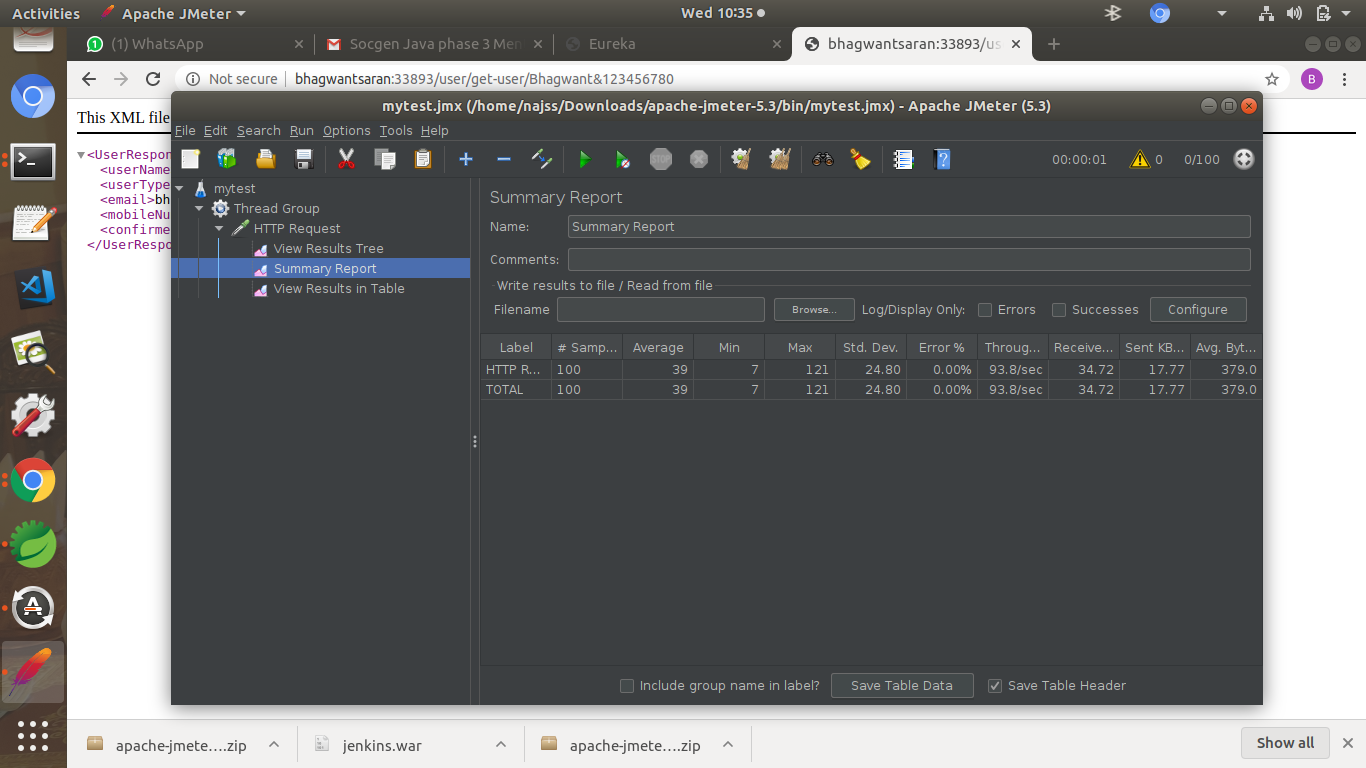 Activities Apache JMeter Wed 10:35
(1) WhatsApp Socgen Java phase 3 Men Eureka bhagwantsaran:33893/us
Not secure bhagwantsaran:33893/user/get-user/Bhagwant&123456780 B
mytest.jmx (/home/najss/Downloads/apache-jmeter-5.3/bin/mytest.jmx) - Apache JMeter (5.3)
This XML file
File Edit Search Run Options Tools Help
STOP 00:00:01 0 0/100
<UserRespon
<userName
<userType
<email>bh
<mobileNu
<confirme
</UserRespo
mytest
Thread Group
HTTP Request
View Results Tree
Summary Report
View Results in Table
Summary Report
Name: Summary Report
Comments:
Write results to file / Read from file
Filename Browse... Log/Display Only: Errors Successes Configure
Label # Samp... Average Min Max Std. Dev. Error % Throug... Receive... Sent KB... Avg. Byt...
HTTP R... 100 39 7 121 24.80 0.00% 93.8/sec 34.72 17.77 379.0
TOTAL 100 39 7 121 24.80 0.00% 93.8/sec 34.72 17.77 379.0
Include group name in label? Save Table Data Save Table Header
apache-jmete....zip jenkins.war apache-jmete....zip Show all